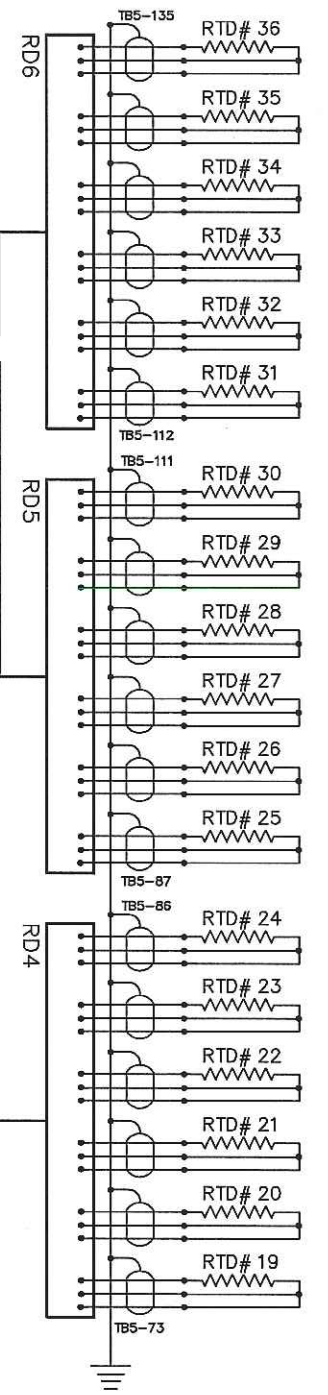 TB5-135
RD6
RTD# 36
RTD# 35
RTD# 34
RTD# 33
RTD# 32
RTD# 31
TB5-112
TB5-111
RD5
RTD# 30
RTD# 29
RTD# 28
RTD# 27
RTD# 26
RTD# 25
TB5-87
TB5-86
RD4
RTD# 24
RTD# 23
RTD# 22
RTD# 21
RTD# 20
RTD# 19
TB5-73